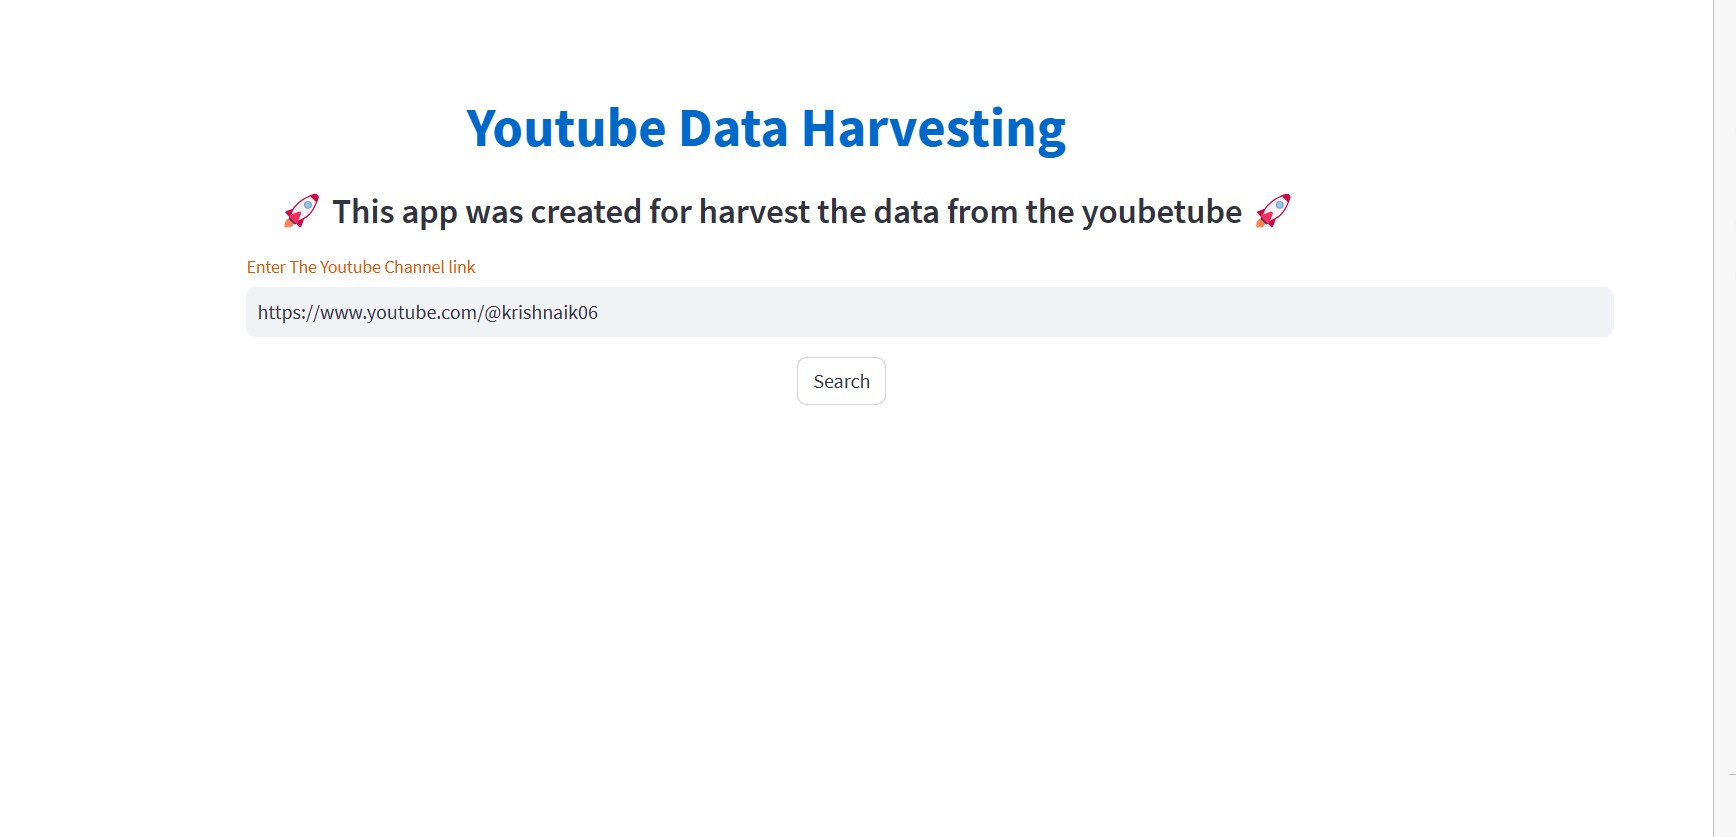 Youtube Data Harvesting
🚀 This app was created for harvest the data from the youbetube 🚀
Enter The Youtube Channel link
https://www.youtube.com/@krishnaik06
Search